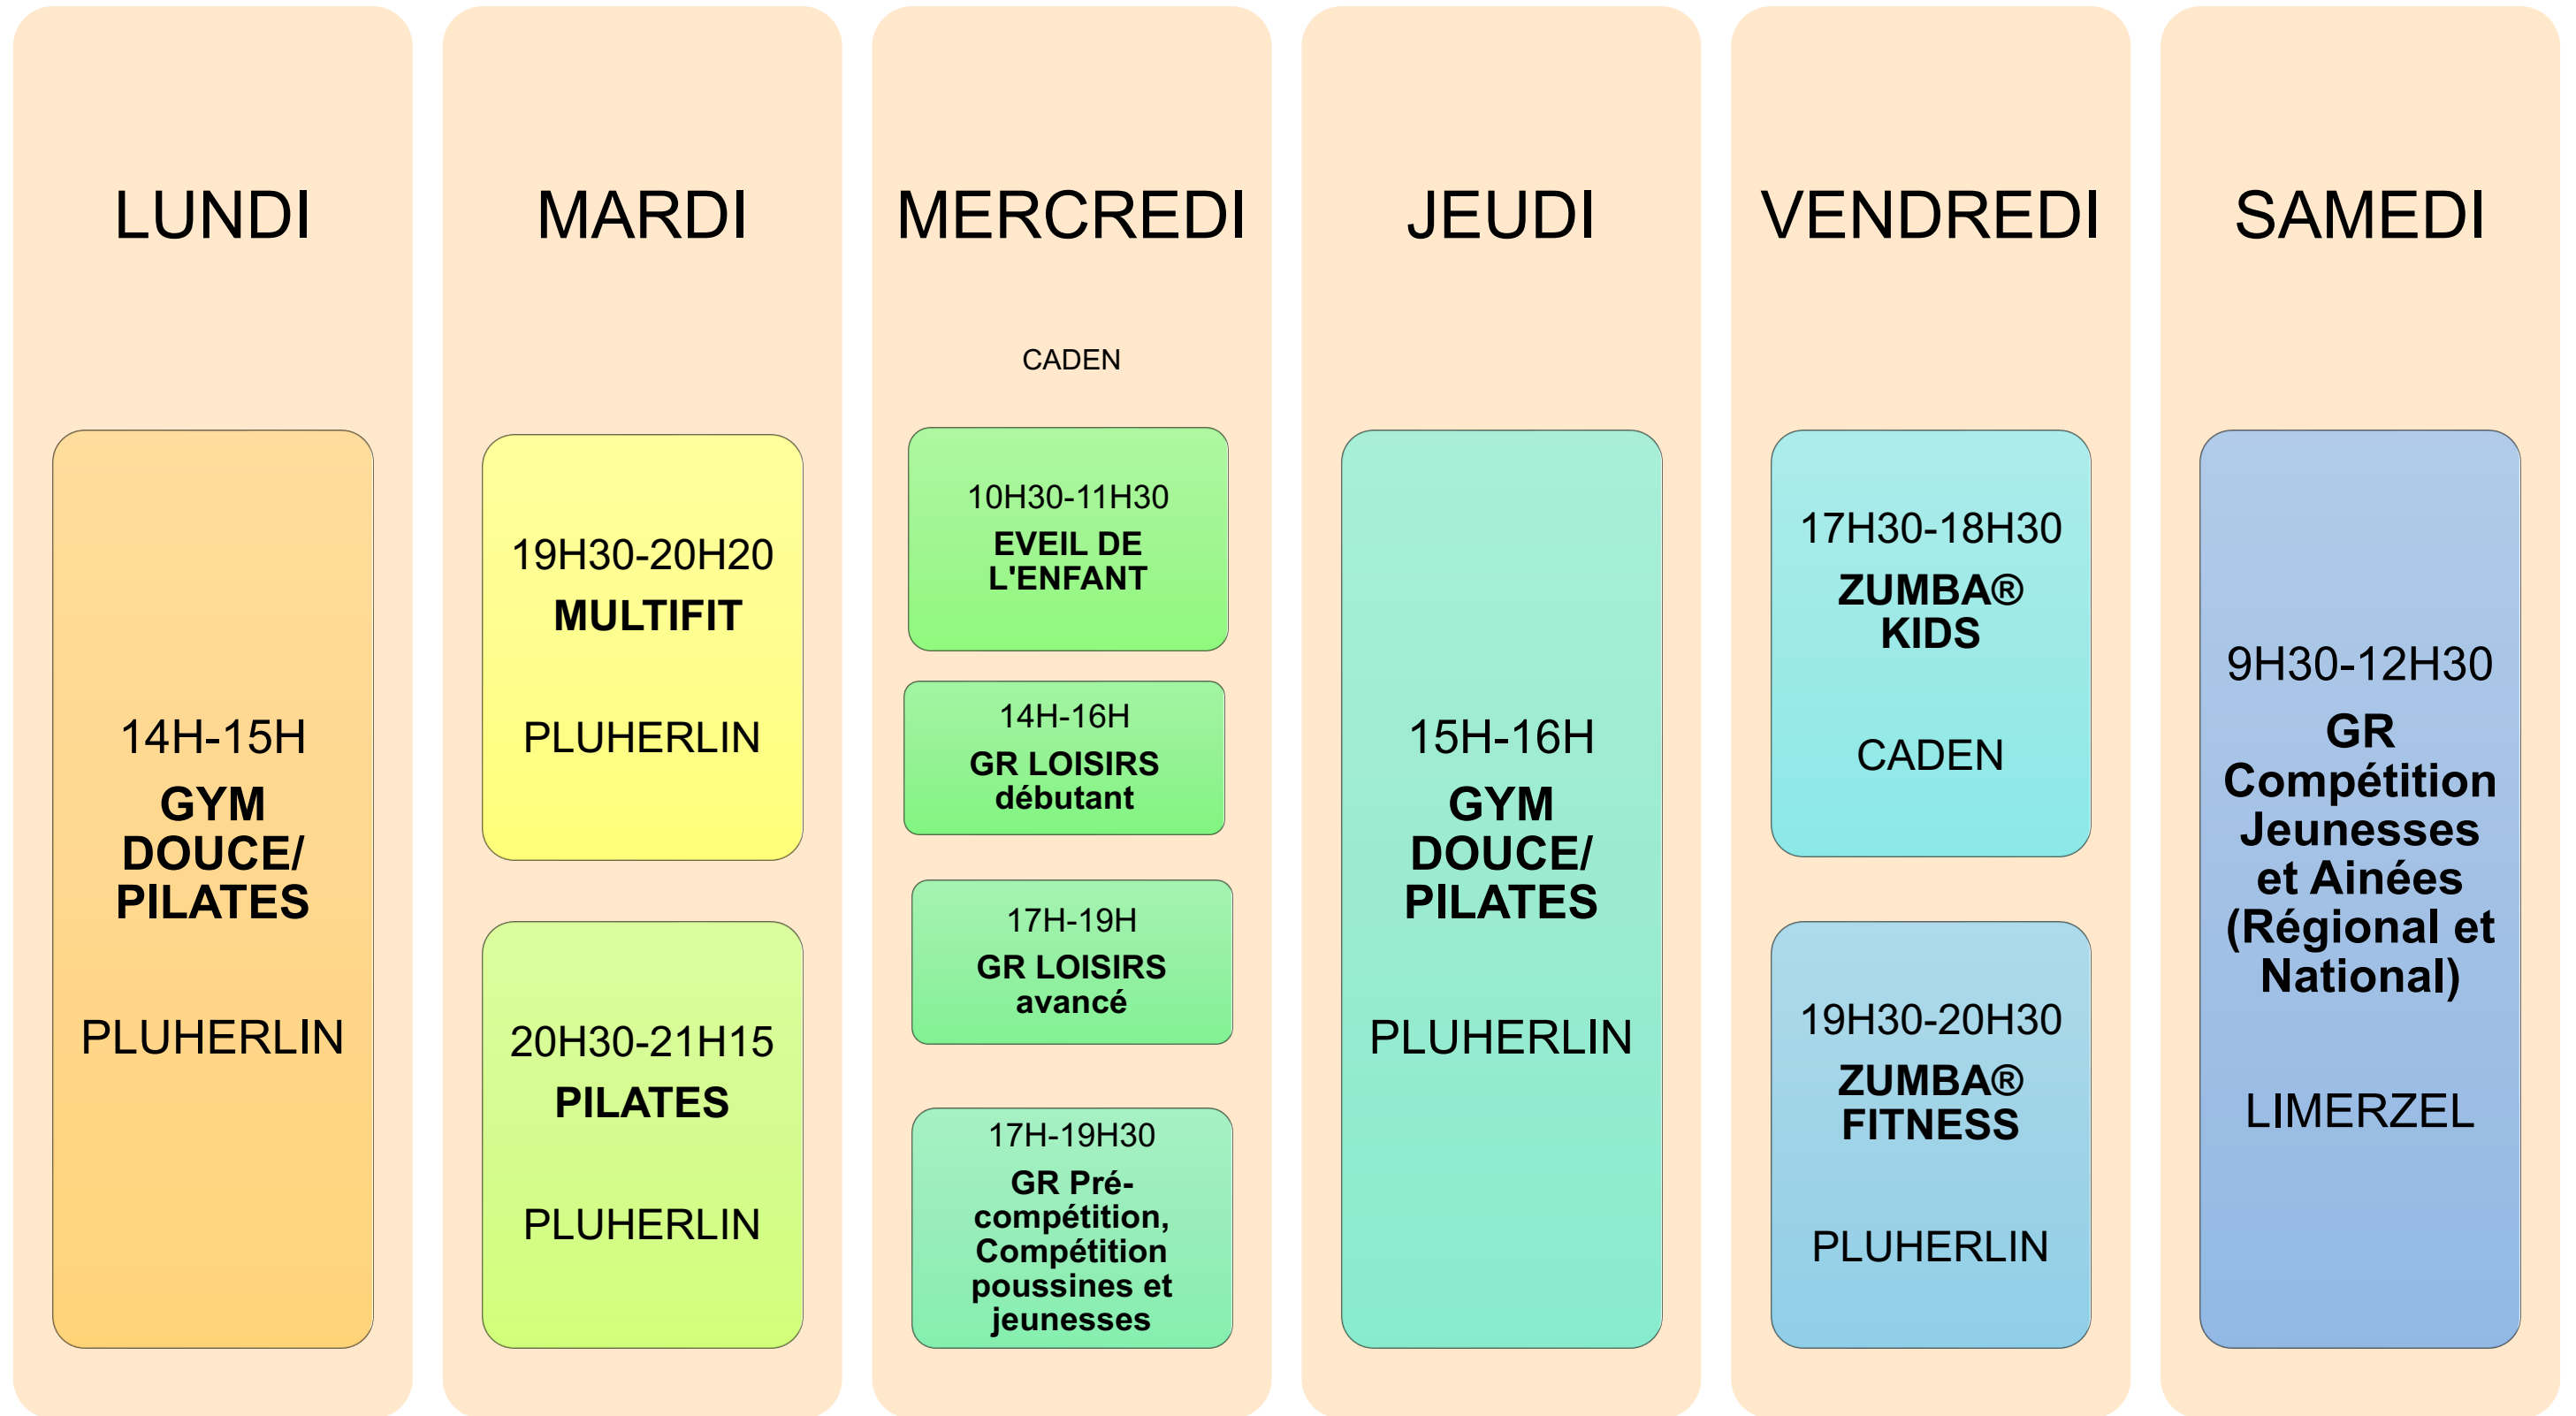 LUNDI
14H-15H
GYM
DOUCE/
PILATES
PLUHERLIN
MARDI
19H30-20H20
MULTIFIT
PLUHERLIN
20H30-21H15
PILATES
PLUHERLIN
MERCREDI
CADEN
10H30-11H30
EVEIL DE
L'ENFANT
14H-16H
GR LOISIRS
débutant
17H-19H
GR LOISIRS
avancé
17H-19H30
GR Pré-
compétition,
Compétition
poussines et
jeunesses
JEUDI
15H-16H
GYM
DOUCE/
PILATES
PLUHERLIN
VENDREDI
17H30-18H30
ZUMBA®
KIDS
CADEN
19H30-20H30
ZUMBA®
FITNESS
PLUHERLIN
SAMEDI
9H30-12H30
GR
Compétition
Jeunesses
et Ainées
(Régional et
National)
LIMERZEL